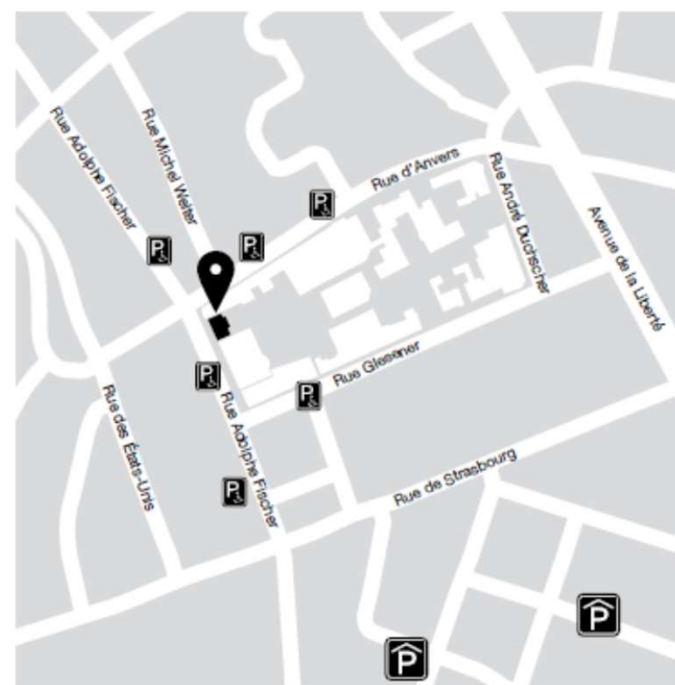 Rue Adolphe Fischer
Rue Michel Welter
Rue d'Anvers
Rue André Duchscher
Avenue de la Liberté
P
P
P
Rue Glesener
P
P
Rue des États-Unis
Rue Adolphe Fischer
P
Rue de Strasbourg
P
P